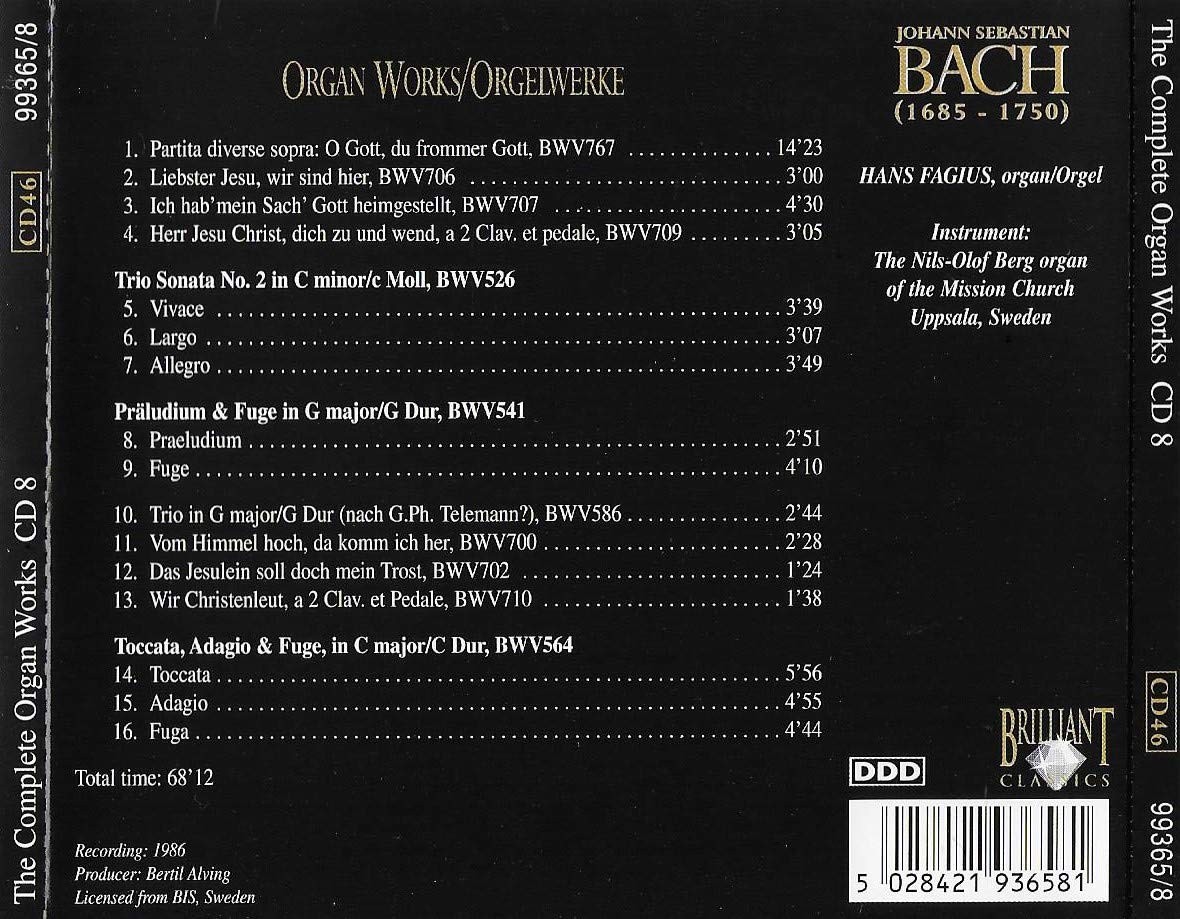 99365/8
CD46
The Complete Organ Works CD 8
ORGAN WORKS/ORGELWERKE
1. Partita diverse sopra: O Gott, du frommer Gott, BWV767 ............... 14'23
2. Liebster Jesu, wir sind hier, BWV706 ............... 3'00
3. Ich hab'mein Sach' Gott heimgestellt, BWV707 ............... 4'30
4. Herr Jesu Christ, dich zu und wend, a 2 Clav. et pedale, BWV709 ......... 3'05
Trio Sonata No. 2 in C minor/c Moll, BWV526
5. Vivace ............... 3'39
6. Largo ............... 3'07
7. Allegro ............... 3'49
Präludium & Fuge in G major/G Dur, BWV541
8. Praeludium ............... 2'51
9. Fuge ............... 4'10
10. Trio in G major/G Dur (nach G.Ph. Telemann?), BWV586 ............... 2'44
11. Vom Himmel hoch, da komm ich her, BWV700 ............... 2'28
12. Das Jesulein soll doch mein Trost, BWV702 ............... 1'24
13. Wir Christenleut, a 2 Clav. et Pedale, BWV710 ............... 1'38
Toccata, Adagio & Fuge, in C major/C Dur, BWV564
14. Toccata ............... 5'56
15. Adagio ............... 4'55
16. Fuga ............... 4'44
Total time: 68'12
Recording: 1986
Producer: Bertil Alving
Licensed from BIS, Sweden
JOHANN SEBASTIAN
BACH
(1685 - 1750)
HANS FAGIUS, organ/Orgel
Instrument:
The Nils-Olof Berg organ
of the Mission Church
Uppsala, Sweden
DDD
BRILLIANT
CLASSICS
5 028421 936581
The Complete Organ Works CD 8
CD46
99365/8